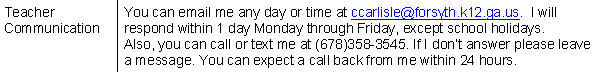 Teacher Communication
You can email me any day or time at ccarlisle@forsyth.k12.ga.us.  I will
respond within 1 day Monday through Friday, except school holidays.
Also, you can call or text me at (678)358-3545. If I don't answer please leave
a message. You can expect a call back from me within 24 hours.